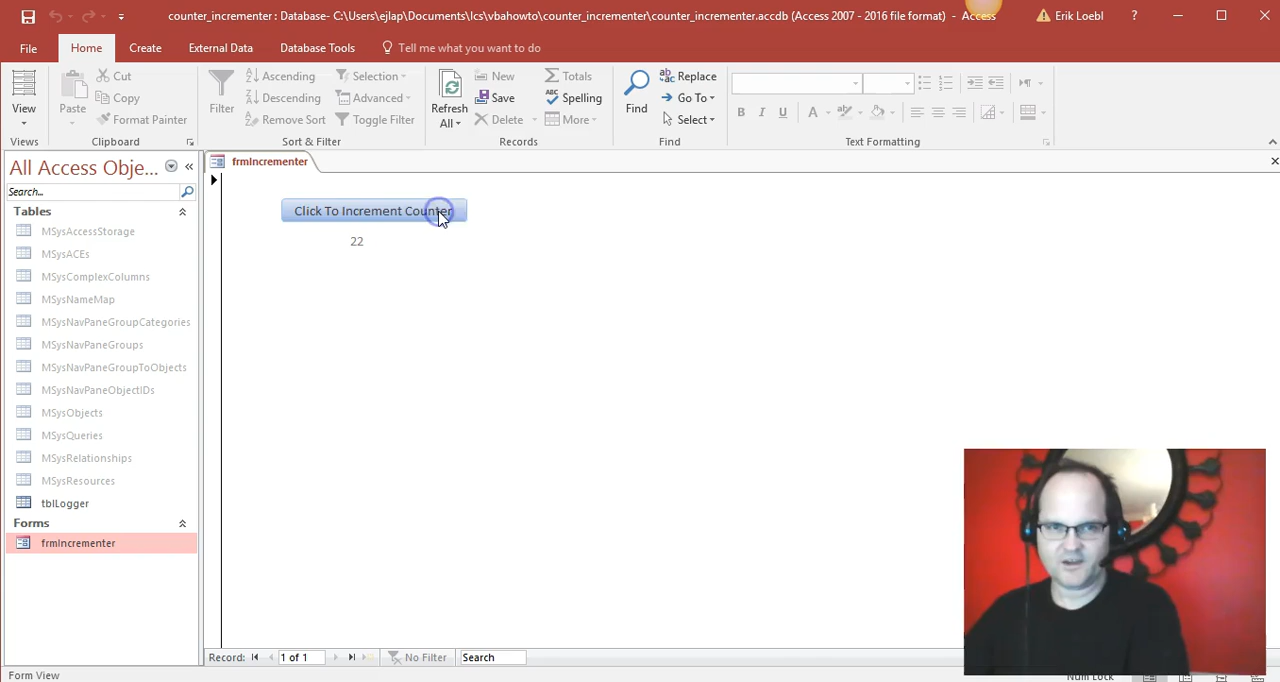 counter_incrementer : Database- C:\Users\ejlap\Documents\lcs\vbahowto\counter_incrementer\counter_incrementer.accdb (Access 2007 - 2016 file format) - Access
Erik Loebl
?
File
Home
Create
External Data
Database Tools
Tell me what you want to do
View
Paste
Cut
Copy
Format Painter
Filter
Ascending
Descending
Remove Sort
Selection
Advanced
Toggle Filter
Refresh
All
New
Save
Delete
Totals
Spelling
More
Find
Replace
Go To
Select
B I U A
Views
Clipboard
Sort & Filter
Records
Find
Text Formatting
All Access Obje...
Search...
Tables
MSysAccessStorage
MSysACEs
MSysComplexColumns
MSysNameMap
MSysNavPaneGroupCategories
MSysNavPaneGroups
MSysNavPaneGroupToObjects
MSysNavPaneObjectIDs
MSysObjects
MSysQueries
MSysRelationships
MSysResources
tblLogger
Forms
frmIncrementer
frmIncrementer
Click To Increment Counter
22
Record:
1 of 1
No Filter
Search
Form View
Num Lock